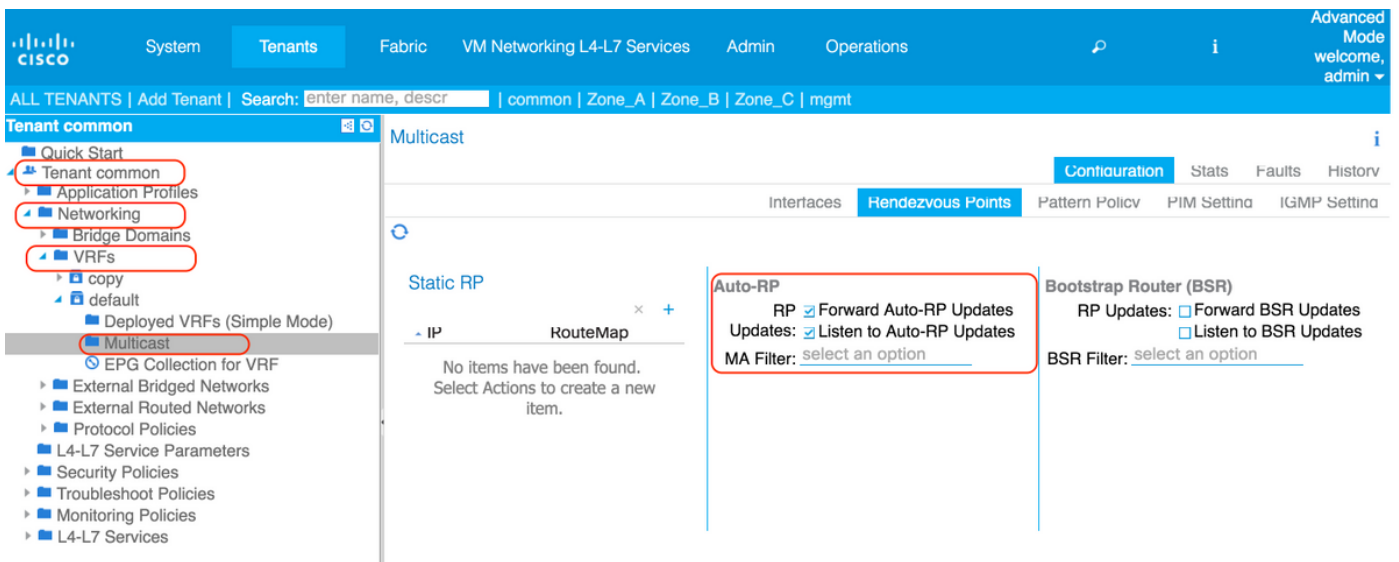 Advanced
Mode
welcome,
admin
CISCO System Tenants Fabric VM Networking L4-L7 Services Admin Operations i
ALL TENANTS | Add Tenant | Search: enter name, descr | common | Zone_A | Zone_B | Zone_C | mgmt
Tenant common
Quick Start
Tenant common
Application Profiles
Networking
Bridge Domains
VRFs
copy
default
Deployed VRFs (Simple Mode)
Multicast
EPG Collection for VRF
External Bridged Networks
External Routed Networks
Protocol Policies
L4-L7 Service Parameters
Security Policies
Troubleshoot Policies
Monitoring Policies
L4-L7 Services
Multicast i
Configuration Stats Faults History
Interfaces Rendezvous Points Pattern Policy PIM Setting IGMP Setting
Static RP
× +
IP RouteMap
No items have been found.
Select Actions to create a new
item.
Auto-RP
RP Forward Auto-RP Updates
Updates: Listen to Auto-RP Updates
MA Filter: select an option
Bootstrap Router (BSR)
RP Updates: Forward BSR Updates
Listen to BSR Updates
BSR Filter: select an option